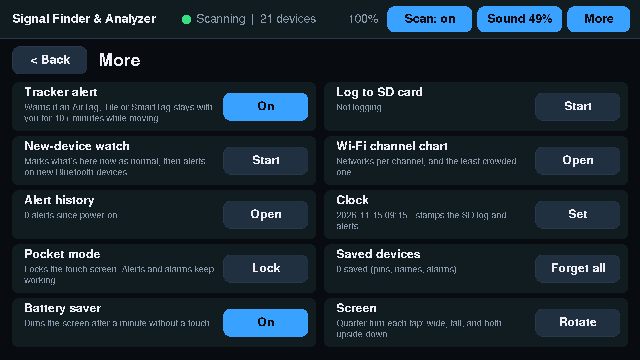 Signal Finder & Analyzer
Scanning | 21 devices
100%
Scan: on
Sound 49%
More
< Back
More
Tracker alert
Warns if an AirTag, Tile or SmartTag stays with
you for 10+ minutes while moving
On
Log to SD card
Not logging
Start
New-device watch
Marks what's here now as normal, then alerts
on new Bluetooth devices
Start
Wi-Fi channel chart
Networks per channel, and the least crowded
one
Open
Alert history
0 alerts since power on
Open
Clock
2026-11-15 09:15 - stamps the SD log and
alerts
Set
Pocket mode
Locks the touch screen. Alerts and alarms keep
working
Lock
Saved devices
0 saved (pins, names, alarms)
Forget all
Battery saver
Dims the screen after a minute without a touch
On
Screen
Quarter turn each tap: wide, tall, and both
upside down
Rotate